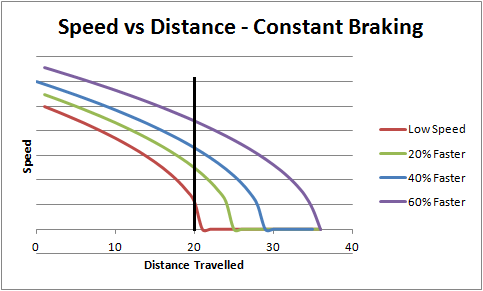 Speed vs Distance - Constant Braking
Speed
Low Speed
20% Faster
40% Faster
60% Faster
0 10 20 30 40
Distance Travelled